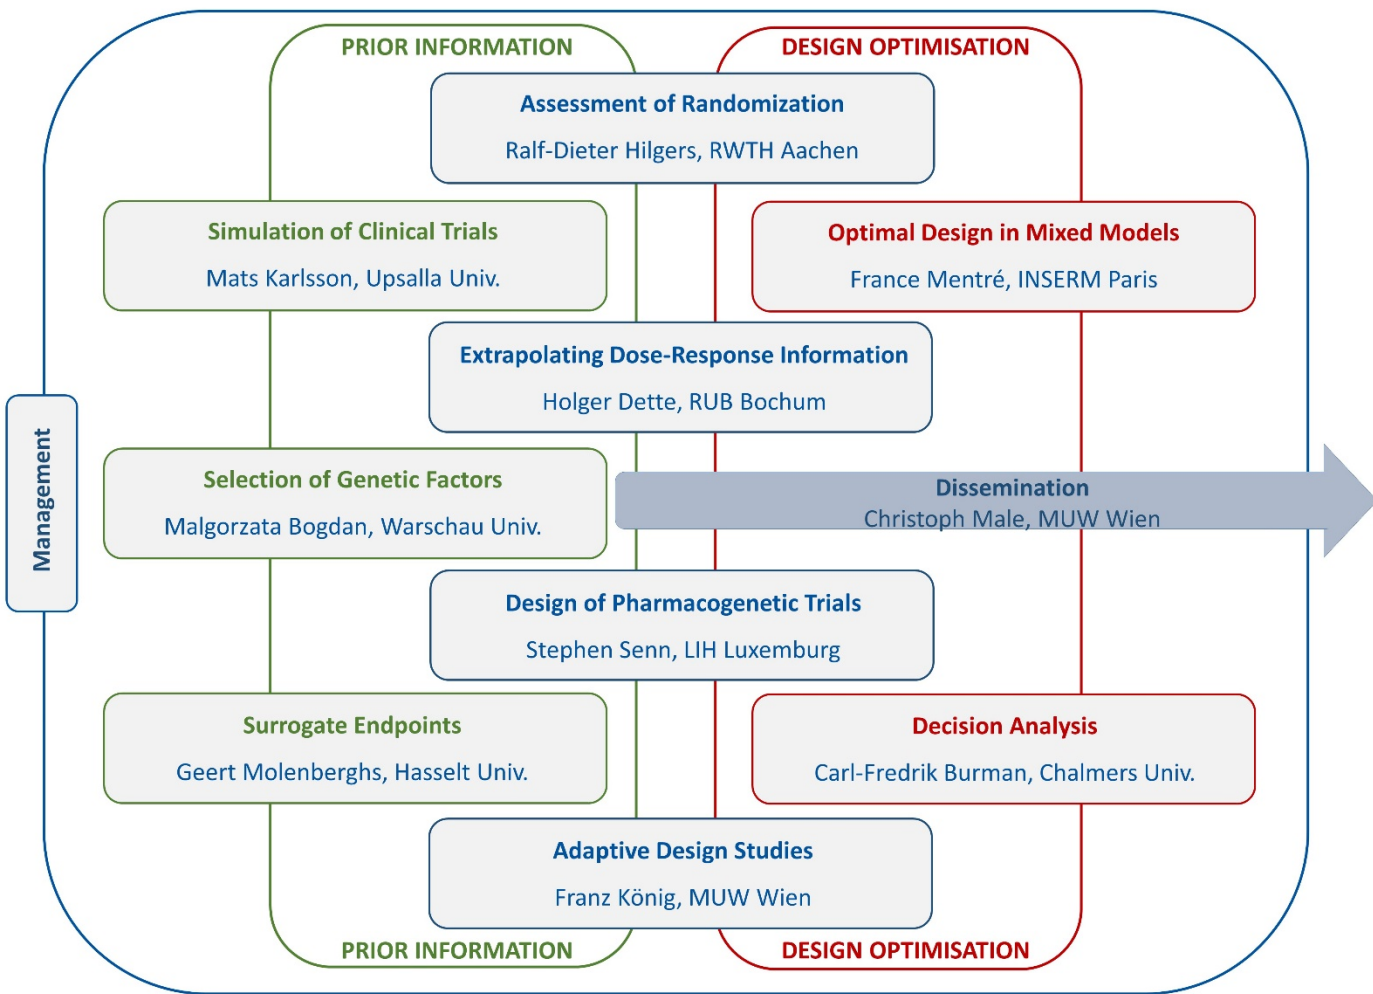 PRIOR INFORMATION
DESIGN OPTIMISATION
Assessment of Randomization
Ralf-Dieter Hilgers, RWTH Aachen
Simulation of Clinical Trials
Mats Karlsson, Upsalla Univ.
Optimal Design in Mixed Models
France Mentré, INSERM Paris
Extrapolating Dose-Response Information
Holger Dette, RUB Bochum
Management
Selection of Genetic Factors
Malgorzata Bogdan, Warschau Univ.
Dissemination
Christoph Male, MUW Wien
Design of Pharmacogenetic Trials
Stephen Senn, LIH Luxemburg
Surrogate Endpoints
Geert Molenberghs, Hasselt Univ.
Decision Analysis
Carl-Fredrik Burman, Chalmers Univ.
Adaptive Design Studies
Franz König, MUW Wien
PRIOR INFORMATION
DESIGN OPTIMISATION